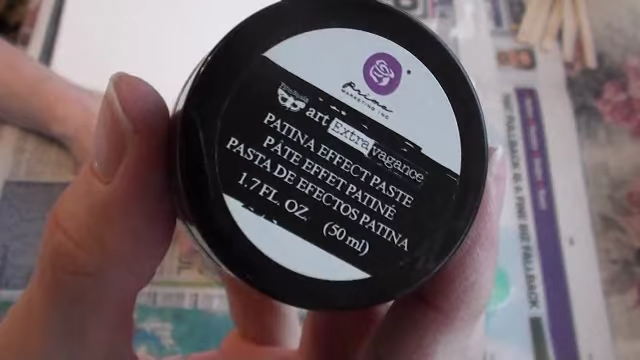 prima
MARKETING INC
art Extravagance
PATINA EFFECT PASTE
PÂTE EFFET PATINÉ
PASTA DE EFECTOS PATINA
1.7 FL. OZ. (50 ml)